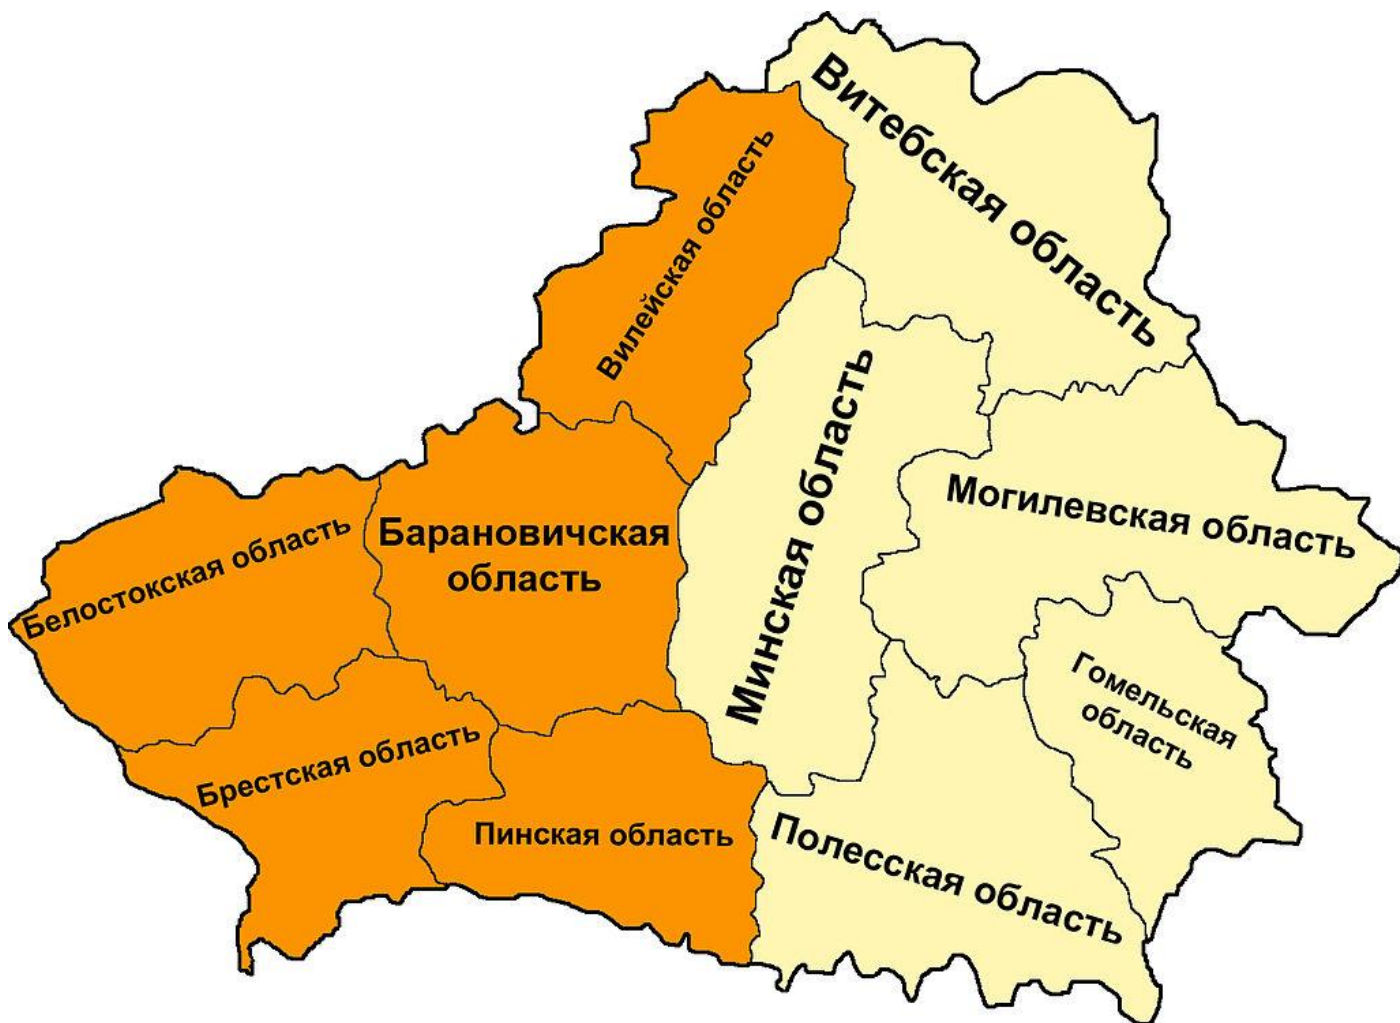 Витебская область
Вилейская область
Минская область
Могилевская область
Белостокская область
Барановичская
область
Гомельская
область
Брестская область
Пинская область
Полесская область